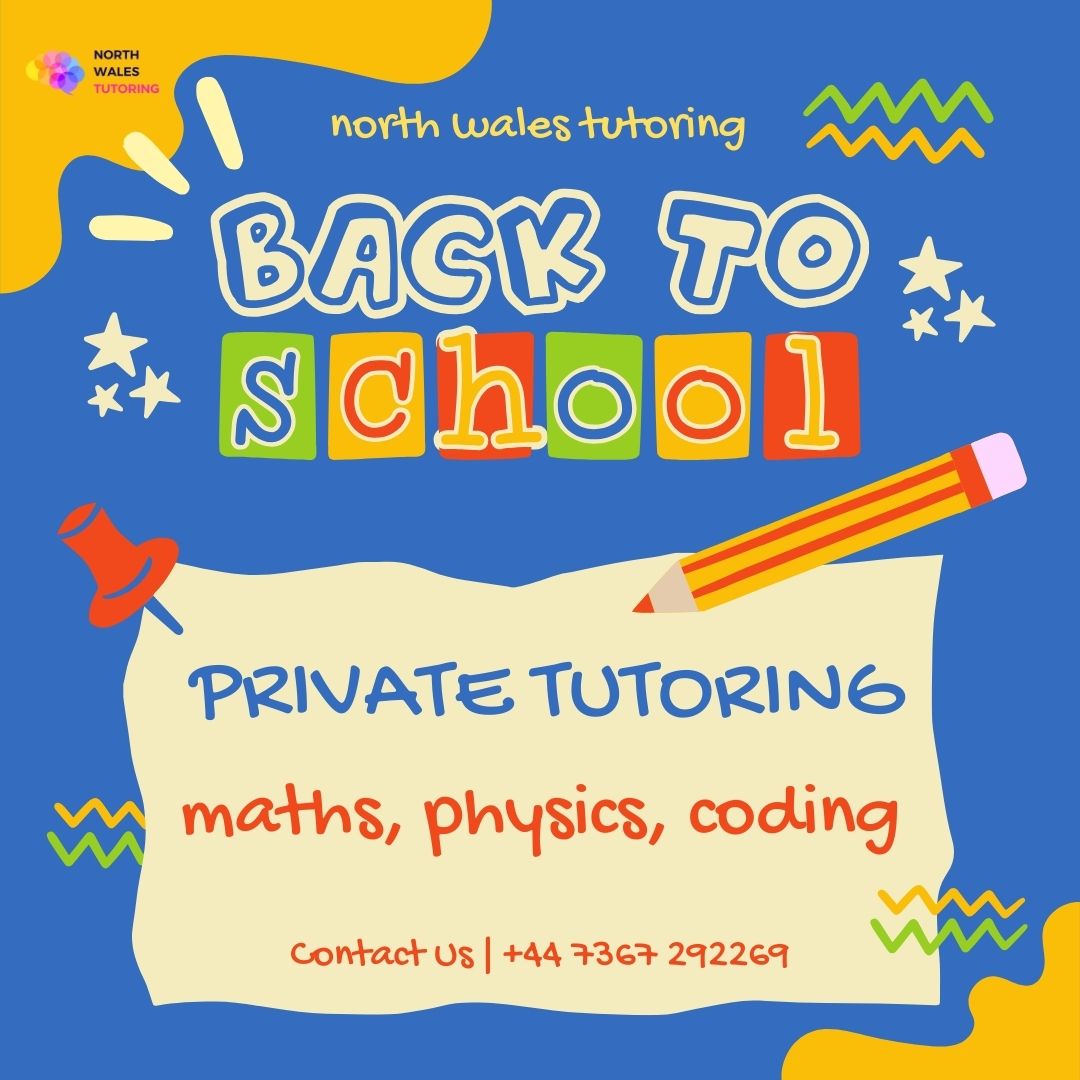 NORTH
WALES
TUTORING
north wales tutoring
BACK TO
school
PRIVATE TUTORING
maths, physics, coding
Contact Us | +44 7367 292269